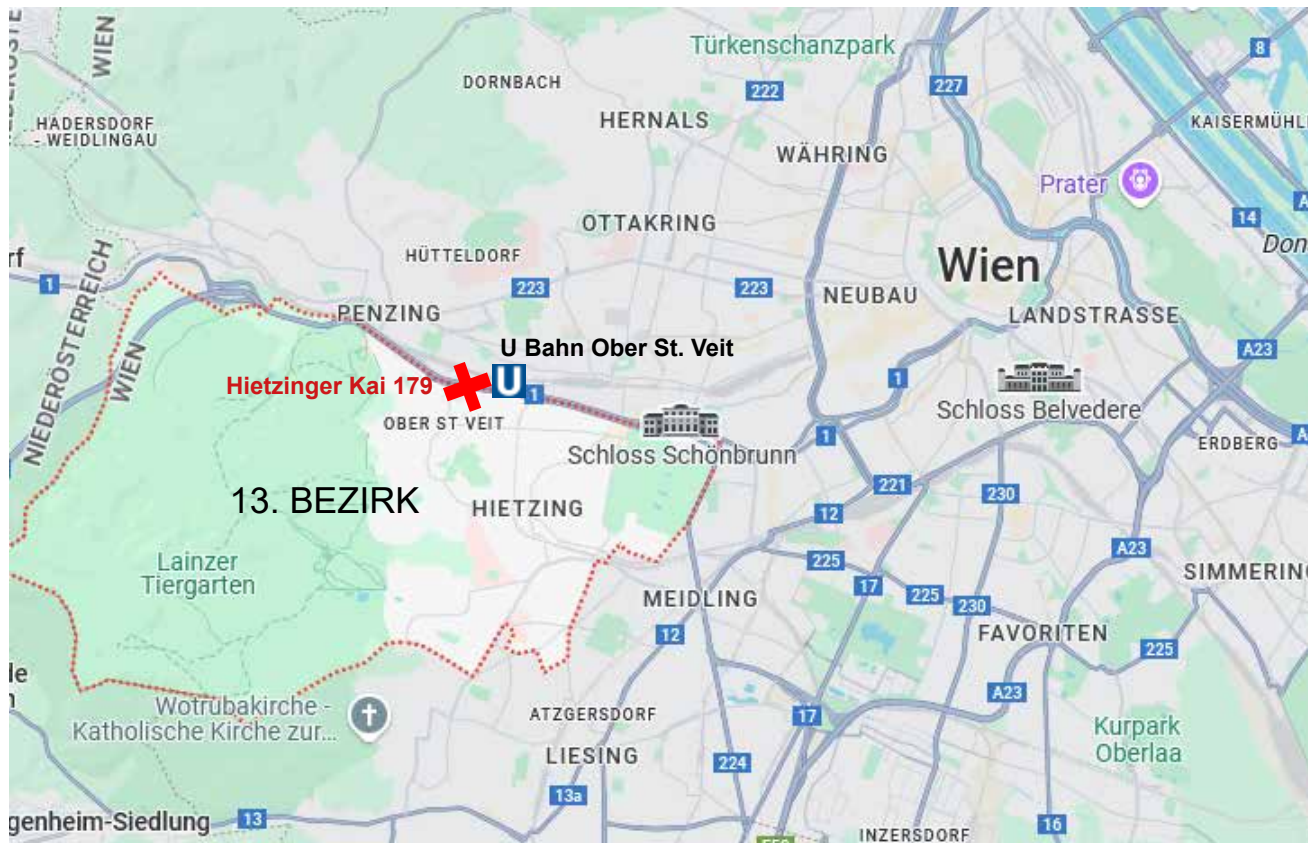 WIEN
Türkenschanzpark
8
DORNBACH
222
227
HADERSDORF
- WEIDLINGAU
HERNALS
KAISERMÜHL
WÄHRING
Prater
OTTAKRING
14
NIEDERÖSTERREICH
WIEN
rf
HÜTTELDORF
Wien
Don
1
223
223
NEUBAU
PENZING
LANDSTRASSE
U Bahn Ober St. Veit
A23
Hietzinger Kai 179
U
1
1
OBER ST VEIT
Schloss Belvedere
Schloss Schönbrunn
1
ERDBERG
A
13. BEZIRK
HIETZING
221
230
12
A23
Lainzer
Tiergarten
225
17
225
230
SIMMERING
MEIDLING
12
FAVORITEN
225
de
A23
Wotrubakirche -
Katholische Kirche zur...
ATZGERSDORF
17
Kurpark
Oberlaa
LIESING
224
13a
genheim-Siedlung
13
16
INZERSDORF